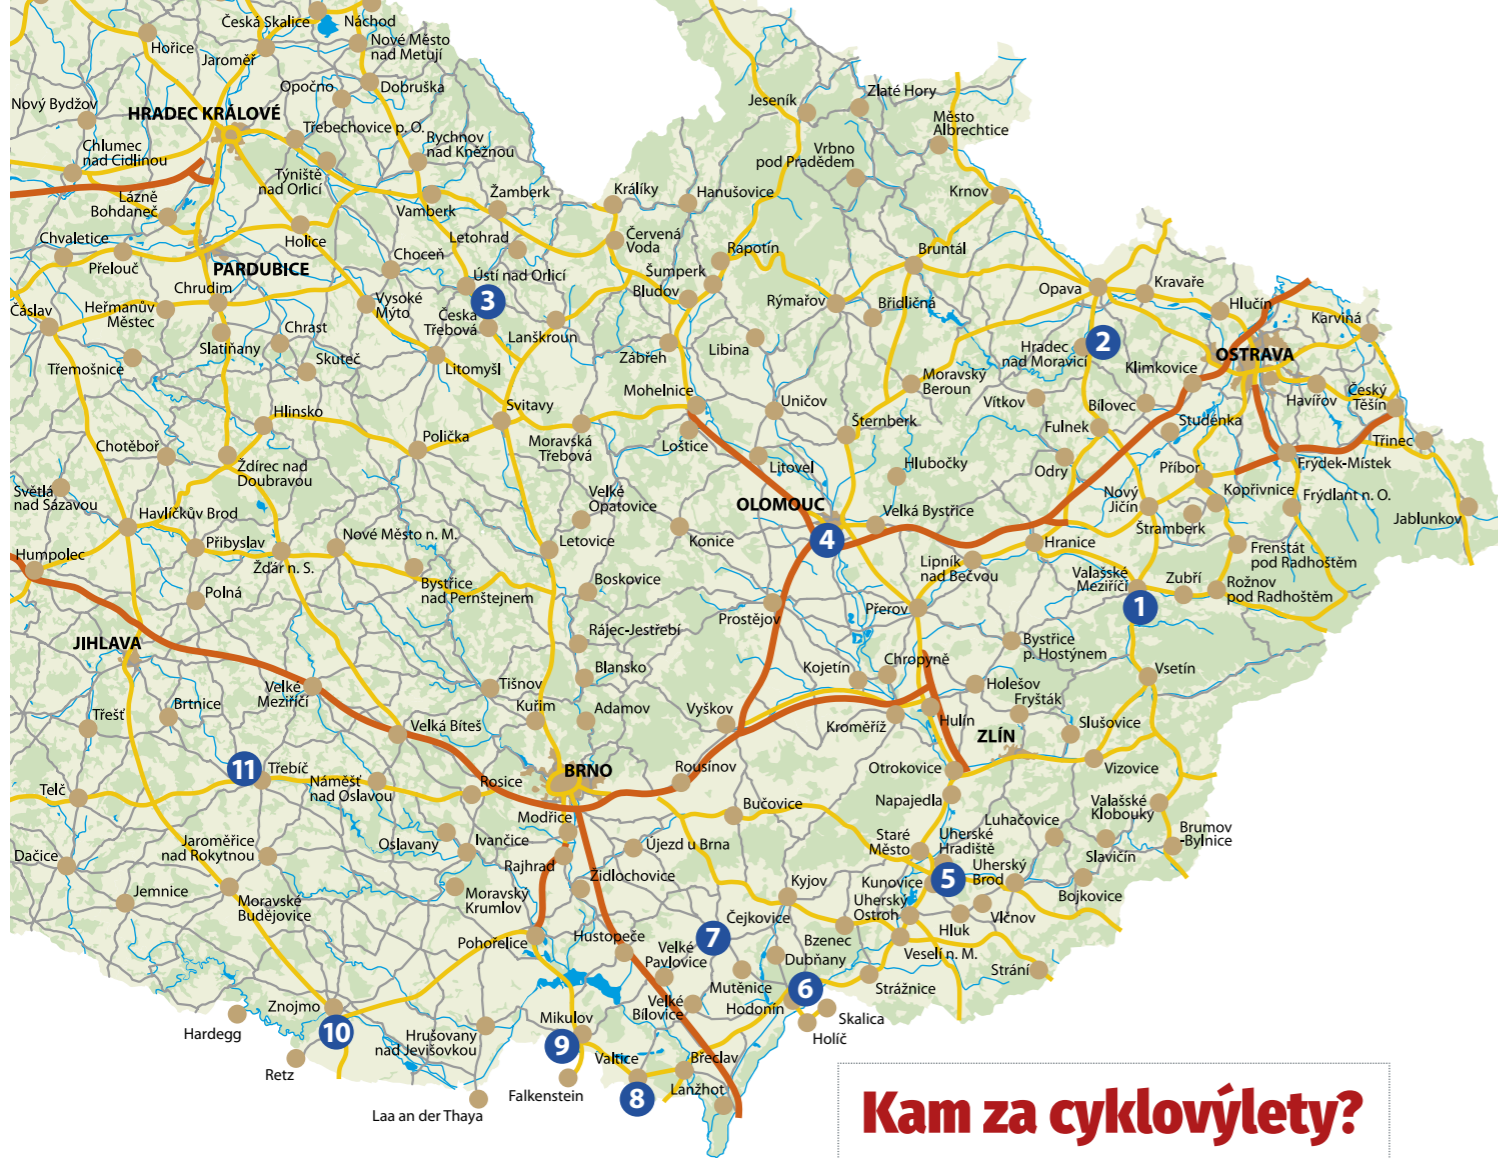 Česká Skalice
Náchod
Hořice
Jaroměř
Nové Město
nad Metují
Opočno
Dobruška
Nový Bydžov
HRADEC KRÁLOVÉ
Třebechovice p. O.
Chlumec
nad Cidlinou
Rychnov
nad Kněžnou
Týniště
nad Orlicí
Lázně
Bohdaneč
Vamberk
Žamberk
Králíky
Hanušovice
Jeseník
Zlaté Hory
Město
Albrechtice
Vrbno
pod Pradědem
Krnov
Chvaletice
Přelouč
Holice
PARDUBICE
Letohrad
Choceň
Červená
Voda
Rapotín
Bruntál
Ústí nad Orlicí
Šumperk
Bludov
Rýmařov
Břidličná
Opava
Kravaře
Hlučín
Karviná
Čáslav
Heřmanův
Městec
Chrudim
Vysoké
Mýto
3
Česká
Třebová
Lanškroun
Slatiňany
Chrast
Skuteč
Třemošnice
Litomyšl
Zábřeh
Libina
Hradec
nad Moravicí
2
OSTRAVA
Klimkovice
Moravský
Beroun
Vítkov
Bílovec
Havířov
Český
Těšín
Mohelnice
Uničov
Svitavy
Hlinsko
Polička
Moravská
Třebová
Loštice
Šternberk
Fulnek
Studénka
Třinec
Chotěboř
Ždírec nad
Doubravou
Litovel
Hlubočky
Odry
Příbor
Frýdek-Místek
Světlá
nad Sázavou
Velké
Opatovice
OLOMOUC
Velká Bystřice
Nový
Jičín
Kopřivnice
Frýdlant n. O.
Štramberk
Jablunkov
Havlíčkův Brod
Přibyslav
Nové Město n. M.
Letovice
Konice
4
Hranice
Lipník
nad Bečvou
Frenštát
pod Radhoštěm
Humpolec
Žďár n. S.
Polná
Bystřice
nad Pernštejnem
Boskovice
Prostějov
Přerov
Valašské
Meziříčí
1
Zubří
Rožnov
pod Radhoštěm
JIHLAVA
Rájec-Jestřebí
Blansko
Kojetín
Chropyně
Bystřice
p. Hostýnem
Vsetín
Velké
Meziříčí
Brtnice
Třešť
Tišnov
Kuřim
Adamov
Vyškov
Kroměříž
Hulín
Holešov
Fryšták
Slušovice
ZLÍN
Velká Bíteš
Vizovice
11
Třebíč
Náměšť
nad Oslavou
Rosice
BRNO
Rousínov
Otrokovice
Telč
Napajedla
Luhačovice
Valašské
Klobouky
Brumov
-Bylnice
Bučovice
Modřice
Ivančice
Oslavany
Rajhrad
Újezd u Brna
Staré
Město
Uherské
Hradiště
Slavičín
Dačice
Jaroměřice
nad Rokytnou
Židlochovice
Kyjov
Kunovice
5
Uherský
Brod
Bojkovice
Jemnice
Moravské
Budějovice
Moravský
Krumlov
Čejkovice
Uherský
Ostroh
Vlčnov
Hluk
Pohořelice
Hustopeče
7
Velké
Pavlovice
Bzenec
Dubňany
Veselí n. M.
Strání
Mutěnice
6
Hodonín
Strážnice
Skalica
Holíč
Znojmo
10
Hardegg
Retz
Hrušovany
nad Jevišovkou
Mikulov
9
Velké
Bílovice
Valtice
Břeclav
8
Lanžhot
Falkenstein
Laa an der Thaya
Kam za cyklovýlety?